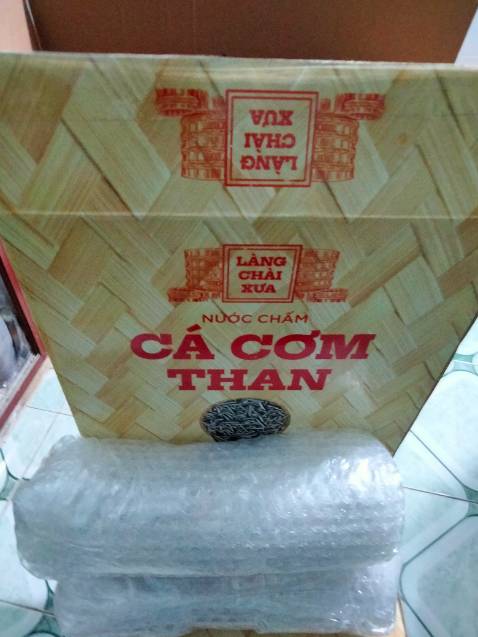 LÀNG
CHÀI
XƯA
LÀNG
CHÀI
XƯA
NƯỚC CHẤM
CÁ CƠM
THAN